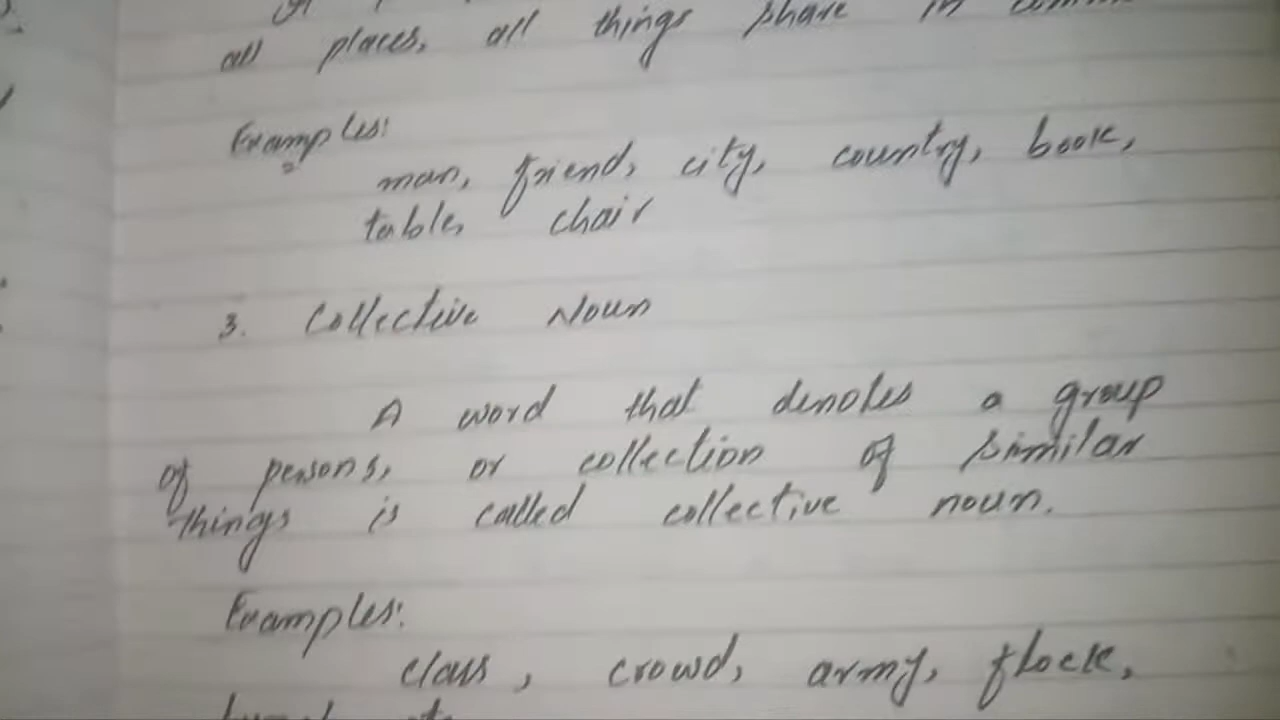 all places, all things share in
Examples:
man, friend, city, country, book,
table, chair
3. Collective Noun
A word that denotes a group
of persons, or collection of similar
things is called collective noun.
Examples:
class, crowd, army, flock,